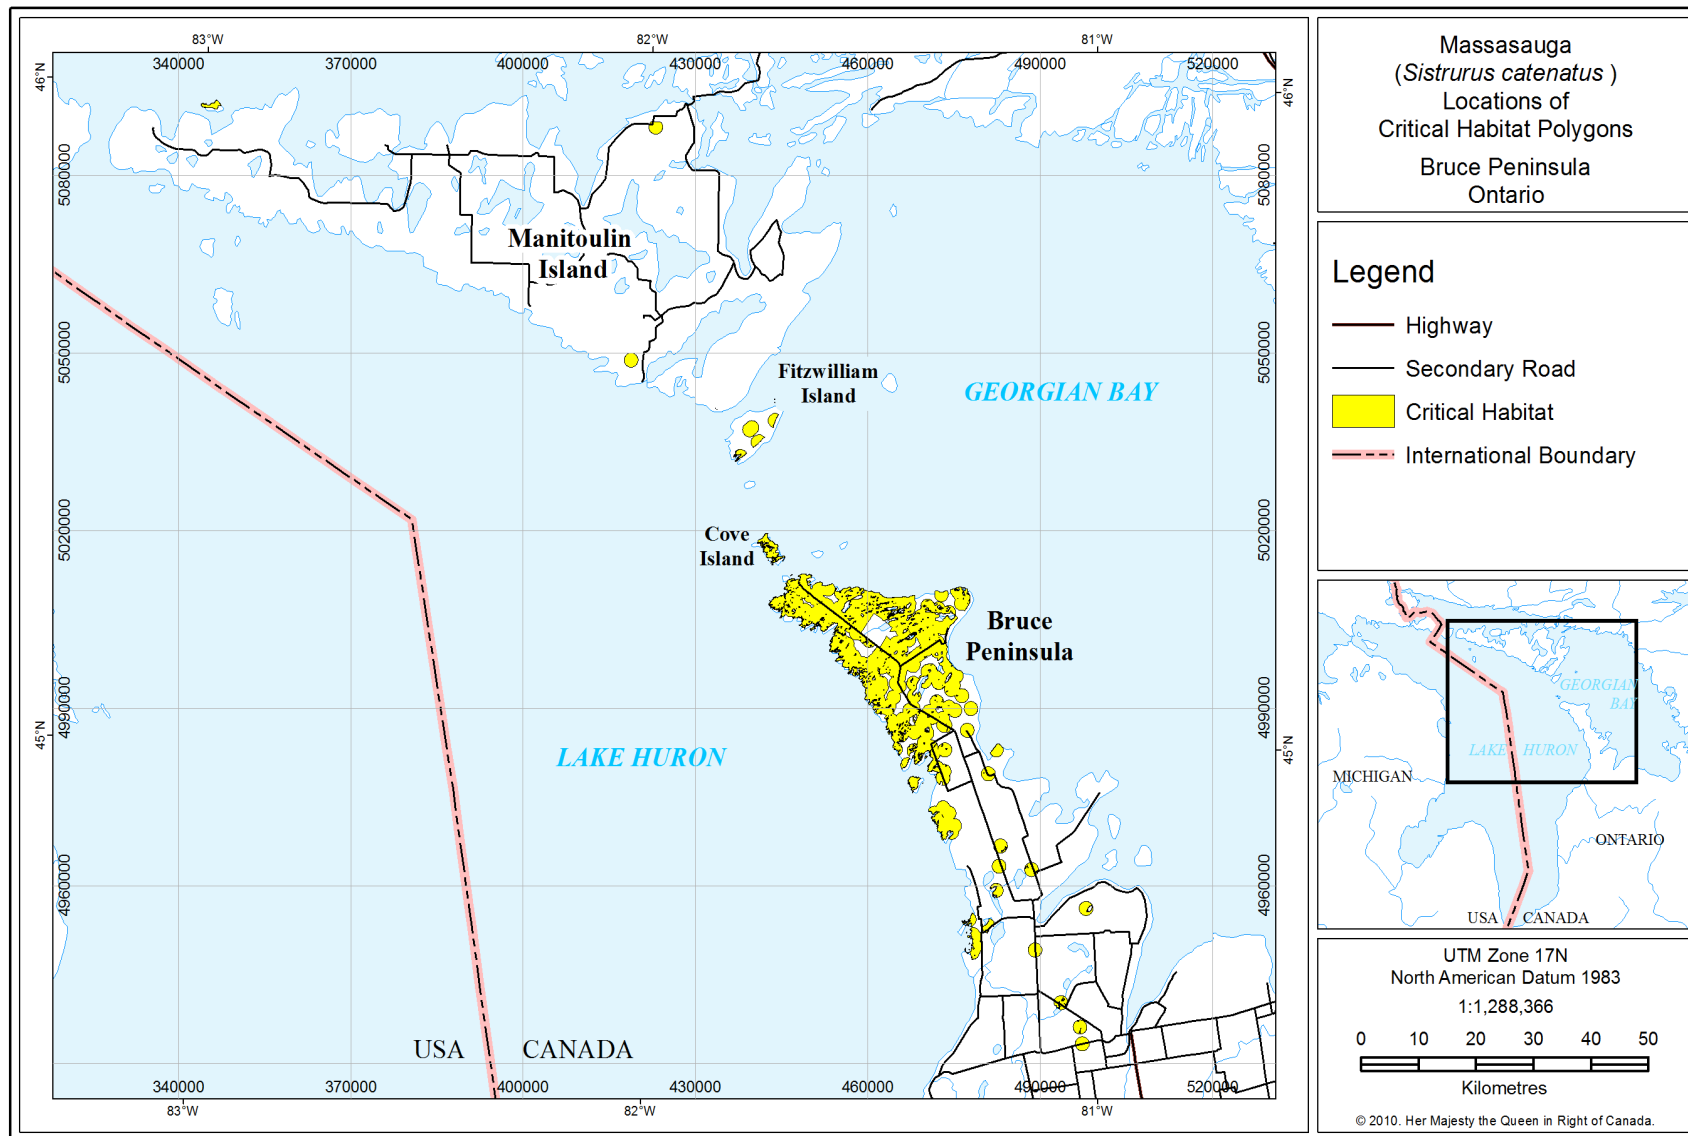 83°W
82°W
81°W
340000
370000
400000
430000
460000
490000
520000
46°N
46°N
5080000
5080000
Manitoulin
Island
5050000
5050000
Fitzwilliam
Island
GEORGIAN BAY
5020000
5020000
Cove
Island
Bruce
Peninsula
4990000
4990000
45°N
45°N
LAKE HURON
4960000
4960000
USA
CANADA
340000
370000
400000
430000
460000
490000
520000
83°W
82°W
81°W
Massasauga
(Sistrurus catenatus )
Locations of
Critical Habitat Polygons
Bruce Peninsula
Ontario
Legend
Highway
Secondary Road
Critical Habitat
International Boundary
GEORGIAN
BAY
LAKE HURON
MICHIGAN
ONTARIO
USA
CANADA
UTM Zone 17N
North American Datum 1983
1:1,288,366
0 10 20 30 40 50
Kilometres
© 2010. Her Majesty the Queen in Right of Canada.